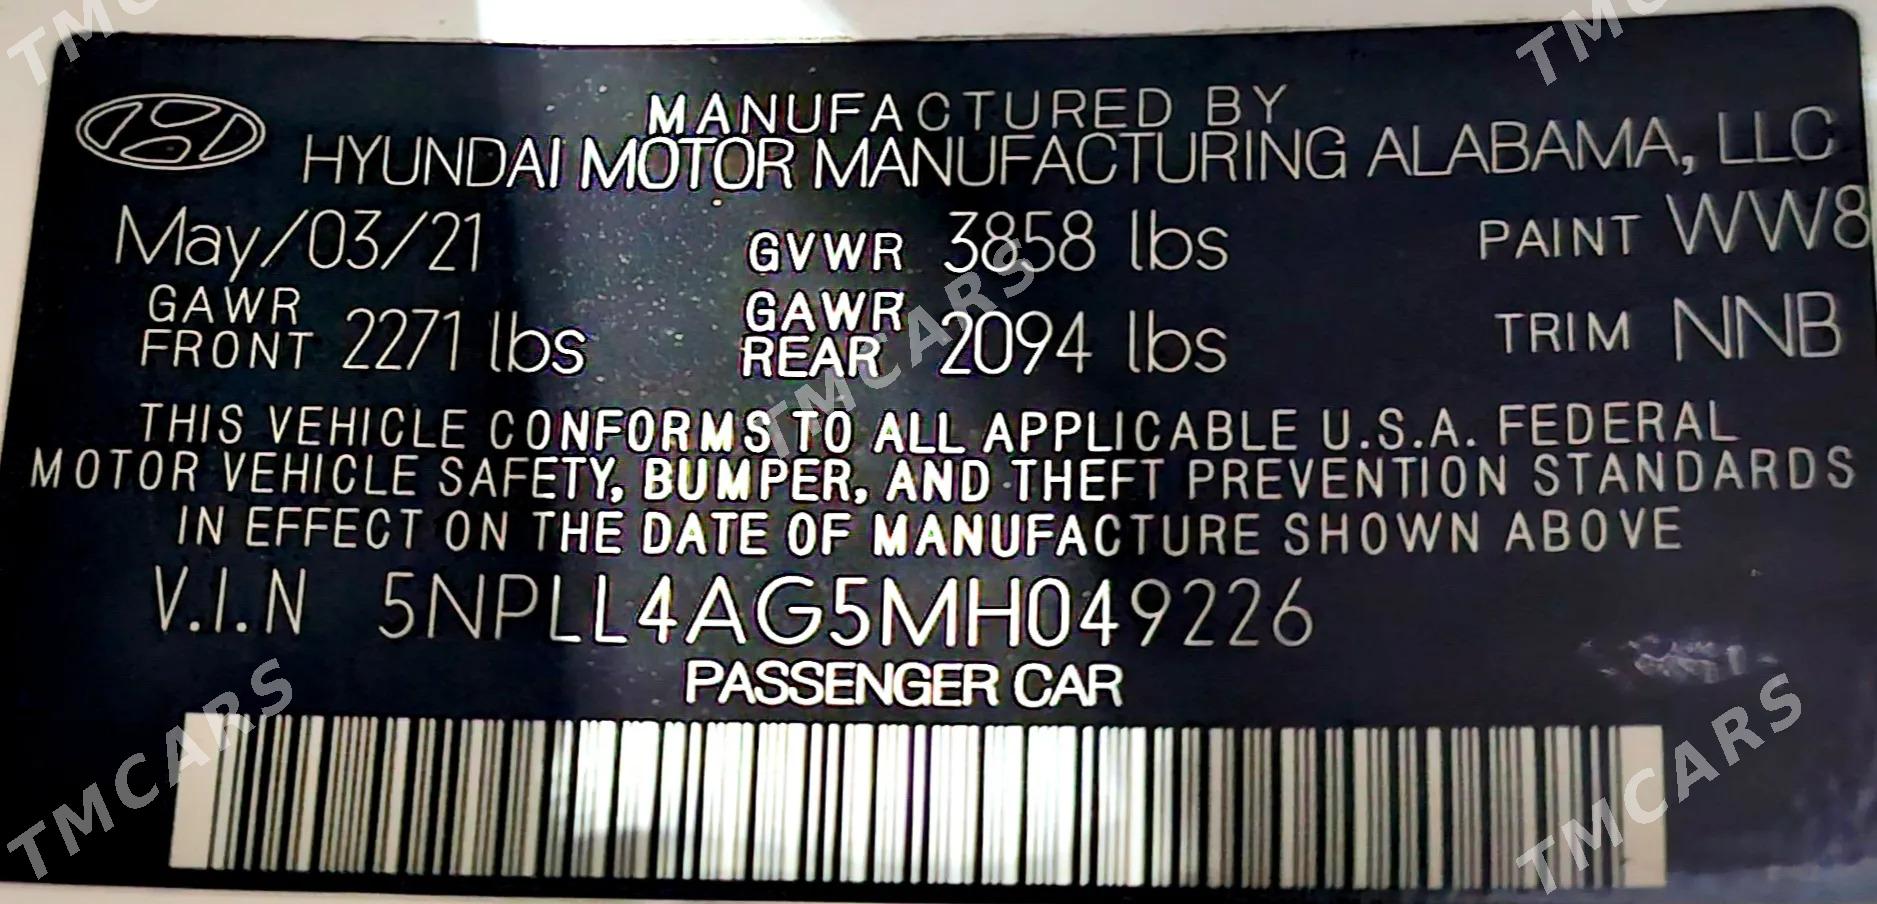 MANUFACTURED BY
HYUNDAI MOTOR MANUFACTURING ALABAMA, LLC
May/03/21 GVWR 3858 lbs PAINT WW8
GAWR FRONT 2271 lbs GAWR REAR 2094 lbs TRIM NNB
THIS VEHICLE CONFORMS TO ALL APPLICABLE U.S.A. FEDERAL
MOTOR VEHICLE SAFETY, BUMPER, AND THEFT PREVENTION STANDARDS
IN EFFECT ON THE DATE OF MANUFACTURE SHOWN ABOVE
V.I.N 5NPLL4AG5MH049226
PASSENGER CAR
TMCARS
TMCARS
TMCARS